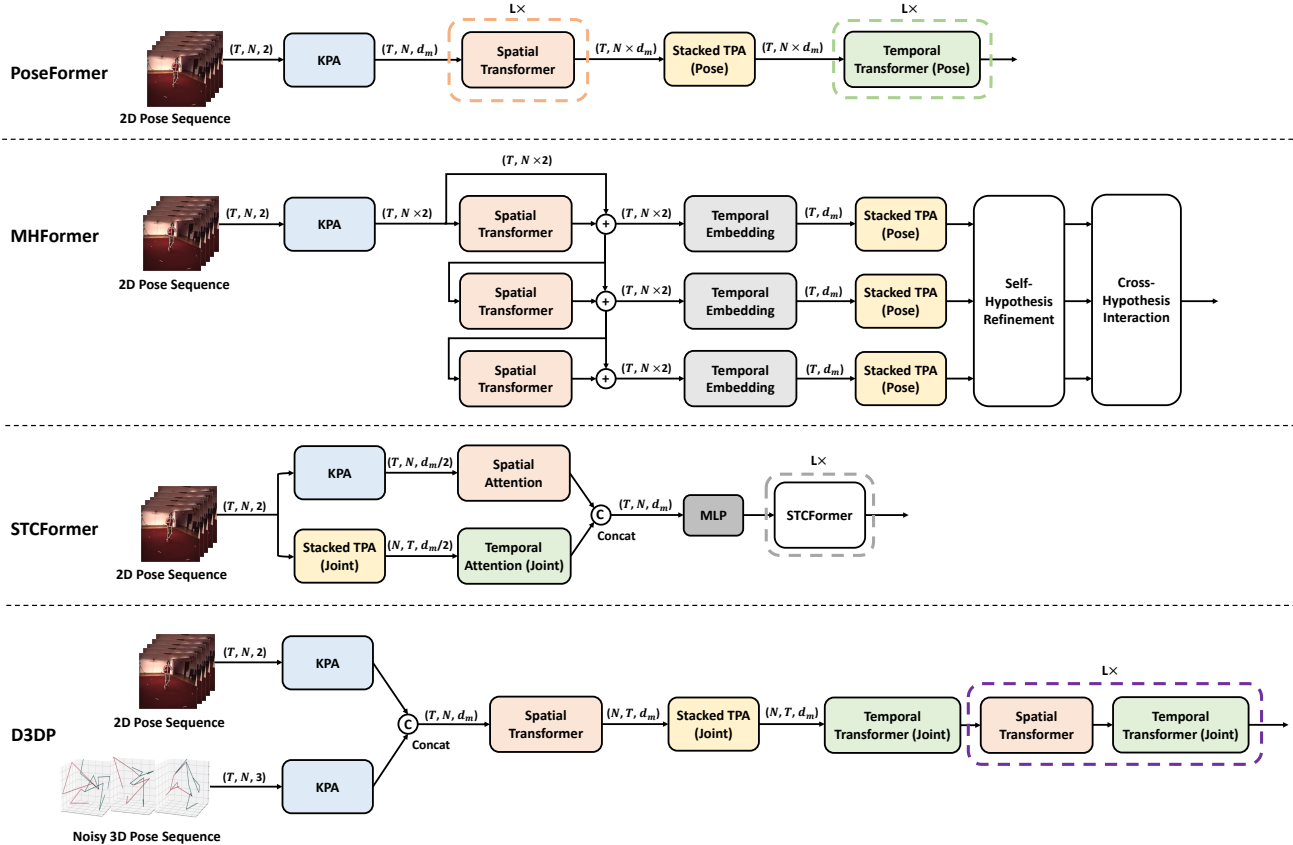 L×
L×
PoseFormer
(T, N, 2)
KPA
(T, N, d_m)
Spatial
Transformer
(T, N × d_m)
Stacked TPA
(Pose)
(T, N × d_m)
Temporal
Transformer (Pose)
2D Pose Sequence
MHFormer
(T, N ×2)
(T, N, 2)
KPA
(T, N ×2)
Spatial
Transformer
+
(T, N ×2)
Temporal
Embedding
(T, d_m)
Stacked TPA
(Pose)
2D Pose Sequence
Spatial
Transformer
+
(T, N ×2)
Temporal
Embedding
(T, d_m)
Stacked TPA
(Pose)
Self-
Hypothesis
Refinement
Cross-
Hypothesis
Interaction
Spatial
Transformer
+
(T, N ×2)
Temporal
Embedding
(T, d_m)
Stacked TPA
(Pose)
STCFormer
(T, N, 2)
KPA
(T, N, d_m/2)
Spatial
Attention
Stacked TPA
(Joint)
(N, T, d_m/2)
Temporal
Attention (Joint)
C
Concat
(T, N, d_m)
MLP
L×
STCFormer
2D Pose Sequence
D3DP
(T, N, 2)
KPA
2D Pose Sequence
(T, N, 3)
KPA
Noisy 3D Pose Sequence
C
Concat
(T, N, d_m)
Spatial
Transformer
(N, T, d_m)
Stacked TPA
(Joint)
(N, T, d_m)
Temporal
Transformer (Joint)
L×
Spatial
Transformer
Temporal
Transformer (Joint)